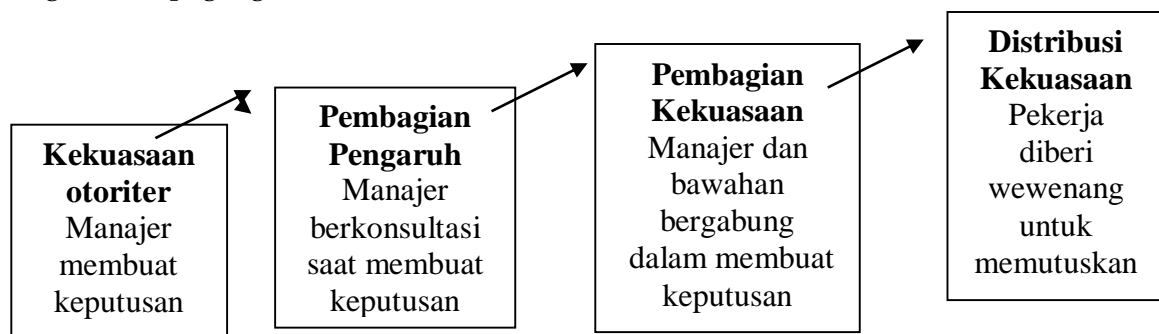 Kekuasaan
otoriter
Manajer
membuat
keputusan
Pembagian
Pengaruh
Manajer
berkonsultasi
saat membuat
keputusan
Pembagian
Kekuasaan
Manajer dan
bawahan
bergabung
dalam membuat
keputusan
Distribusi
Kekuasaan
Pekerja
diberi
wewenang
untuk
memutuskan